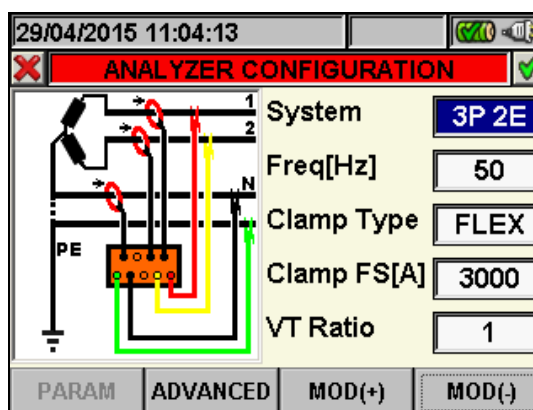 29/04/2015 11:04:13
ANALYZER CONFIGURATION
1
2
N
PE
System 3P 2E
Freq[Hz] 50
Clamp Type FLEX
Clamp FS[A] 3000
VT Ratio 1
PARAM ADVANCED MOD(+) MOD(-)